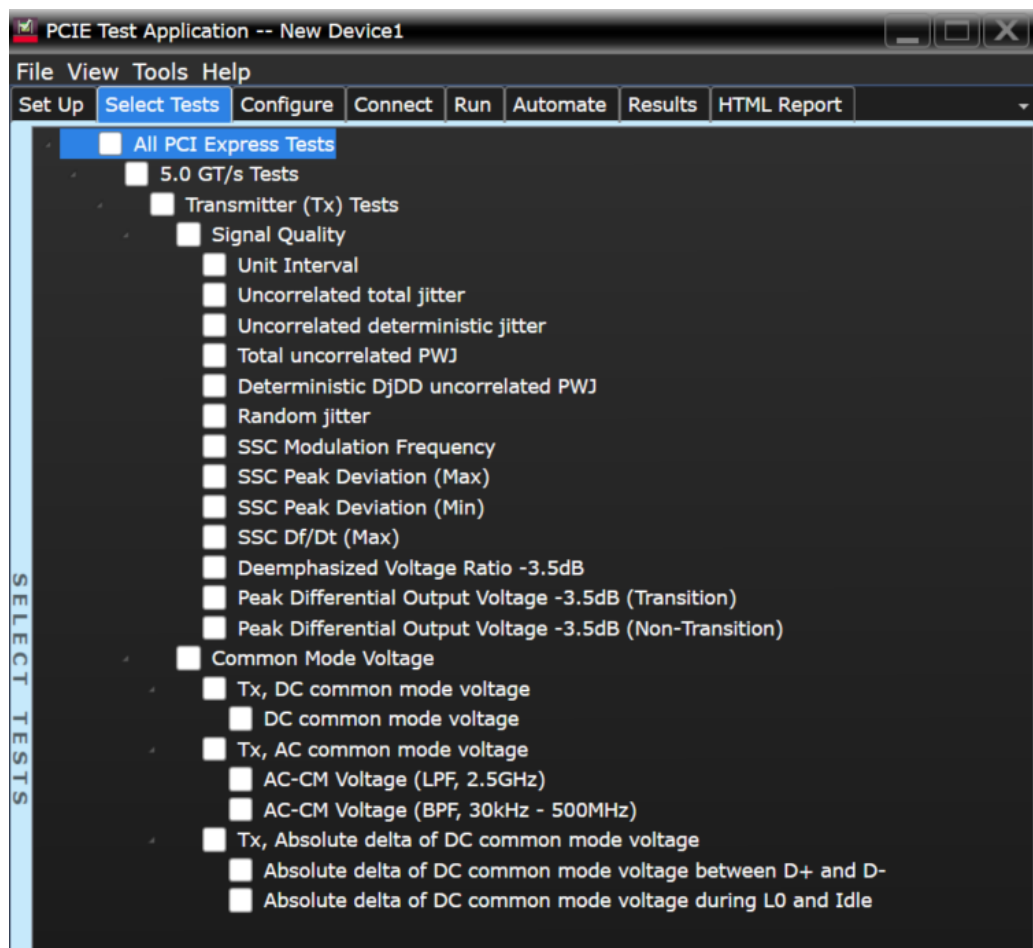 PCIE Test Application -- New Device1
File View Tools Help
Set Up Select Tests Configure Connect Run Automate Results HTML Report
All PCI Express Tests
5.0 GT/s Tests
Transmitter (Tx) Tests
Signal Quality
Unit Interval
Uncorrelated total jitter
Uncorrelated deterministic jitter
Total uncorrelated PWJ
Deterministic DjDD uncorrelated PWJ
Random jitter
SSC Modulation Frequency
SSC Peak Deviation (Max)
SSC Peak Deviation (Min)
SSC Df/Dt (Max)
Deemphasized Voltage Ratio -3.5dB
Peak Differential Output Voltage -3.5dB (Transition)
Peak Differential Output Voltage -3.5dB (Non-Transition)
Common Mode Voltage
Tx, DC common mode voltage
DC common mode voltage
Tx, AC common mode voltage
AC-CM Voltage (LPF, 2.5GHz)
AC-CM Voltage (BPF, 30kHz - 500MHz)
Tx, Absolute delta of DC common mode voltage
Absolute delta of DC common mode voltage between D+ and D-
Absolute delta of DC common mode voltage during L0 and Idle
SELECT TESTS